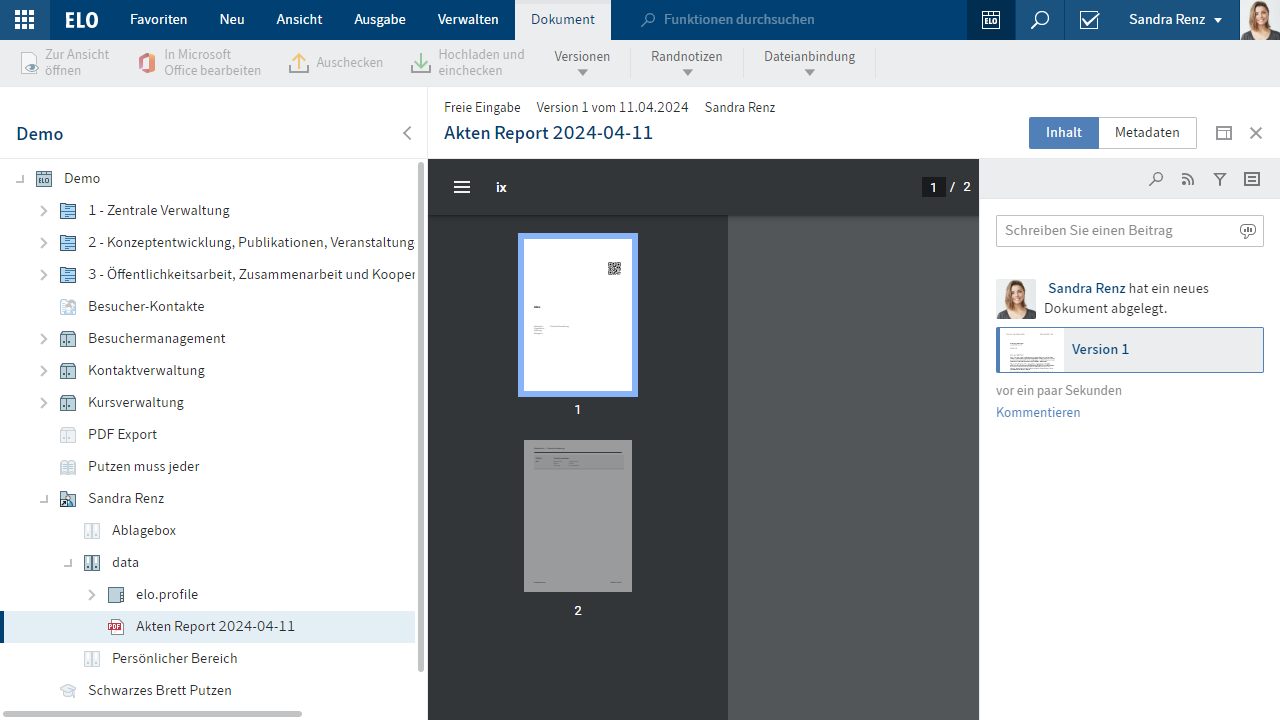 ELO Favoriten Neu Ansicht Ausgabe Verwalten Dokument Funktionen durchsuchen ELO Sandra Renz
Zur Ansicht öffnen
In Microsoft Office bearbeiten
Auschecken
Hochladen und einchecken
Versionen
Randnotizen
Dateianbindung
Demo
Freie Eingabe Version 1 vom 11.04.2024 Sandra Renz
Akten Report 2024-04-11
Inhalt Metadaten
ELO Demo
1 - Zentrale Verwaltung
2 - Konzeptentwicklung, Publikationen, Veranstaltung
3 - Öffentlichkeitsarbeit, Zusammenarbeit und Kooper
Besucher-Kontakte
Besuchermanagement
Kontaktverwaltung
Kursverwaltung
PDF Export
Putzen muss jeder
Sandra Renz
Ablagebox
data
elo.profile
PDF Akten Report 2024-04-11
Persönlicher Bereich
Schwarzes Brett Putzen
ix
1 / 2
1
2
Schreiben Sie einen Beitrag
Sandra Renz hat ein neues
Dokument abgelegt.
Version 1
vor ein paar Sekunden
Kommentieren